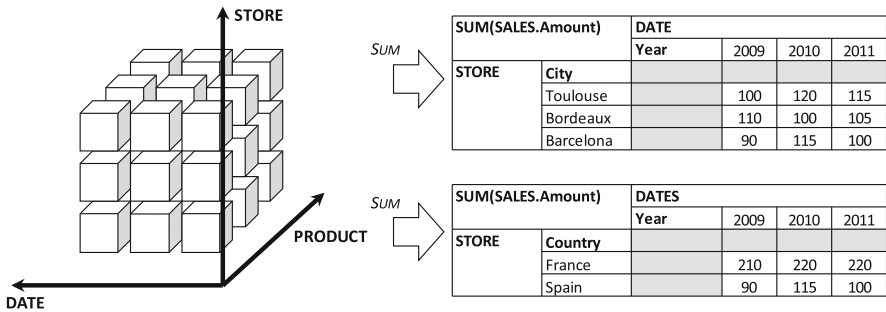 STORE
PRODUCT
DATE
SUM
SUM(SALES.Amount) DATE
Year 2009 2010 2011
STORE City
Toulouse 100 120 115
Bordeaux 110 100 105
Barcelona 90 115 100
SUM
SUM(SALES.Amount) DATES
Year 2009 2010 2011
STORE Country
France 210 220 220
Spain 90 115 100